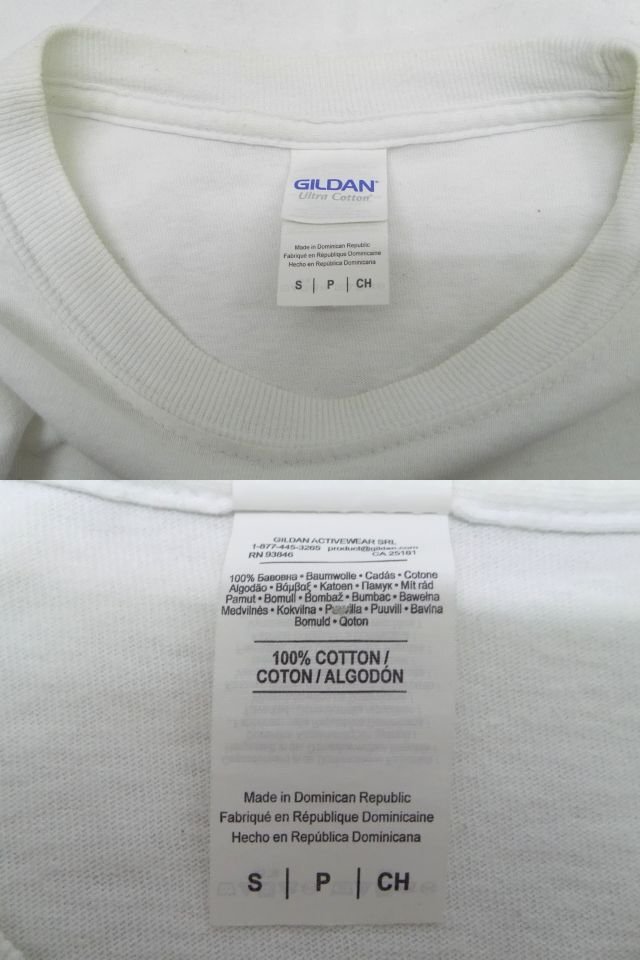 GILDAN®
Ultra Cotton®
Made in Dominican Republic
Fabriqué en République Dominicaine
Hecho en República Dominicana
S | P | CH
GILDAN ACTIVEWEAR SRL
1-877-445-3265 product@gildan.com
RN 93846 CA 25181
100% Бавовна • Baumwolle • Cadás • Cotone
Algodão • Βάμβαξ • Katoen • Памук • Mit rád
Pamut • Bomull • Bombaž • Bumbac • Bawełna
Medvilnės • Kokvilna • Puuvilla • Puuvill • Bavlna
Bomuld • Qoton
100% COTTON /
COTON / ALGODÓN
Made in Dominican Republic
Fabriqué en République Dominicaine
Hecho en República Dominicana
S | P | CH